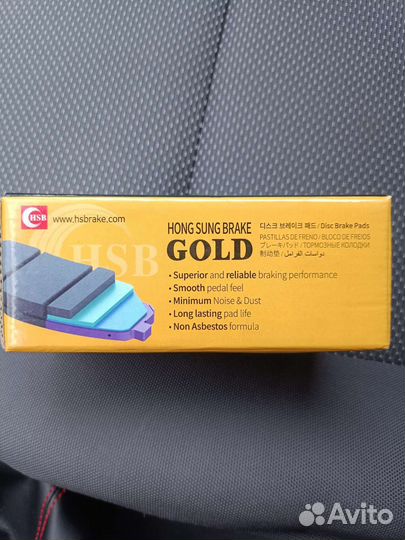 HSB
www.hsbrake.com
HSB
HONG SUNG BRAKE
GOLD
디스크 브레이크 패드 / Disc Brake Pads
PASTILLAS DE FRENO / BLOCO DE FREIOS
ブレーキパッド / ТОРМОЗНЫЕ КОЛОДКИ
制动垫 / دواسات الفرامل
• Superior and reliable braking performance
• Smooth pedal feel
• Minimum Noise & Dust
• Long lasting pad life
• Non Asbestos formula
Avito